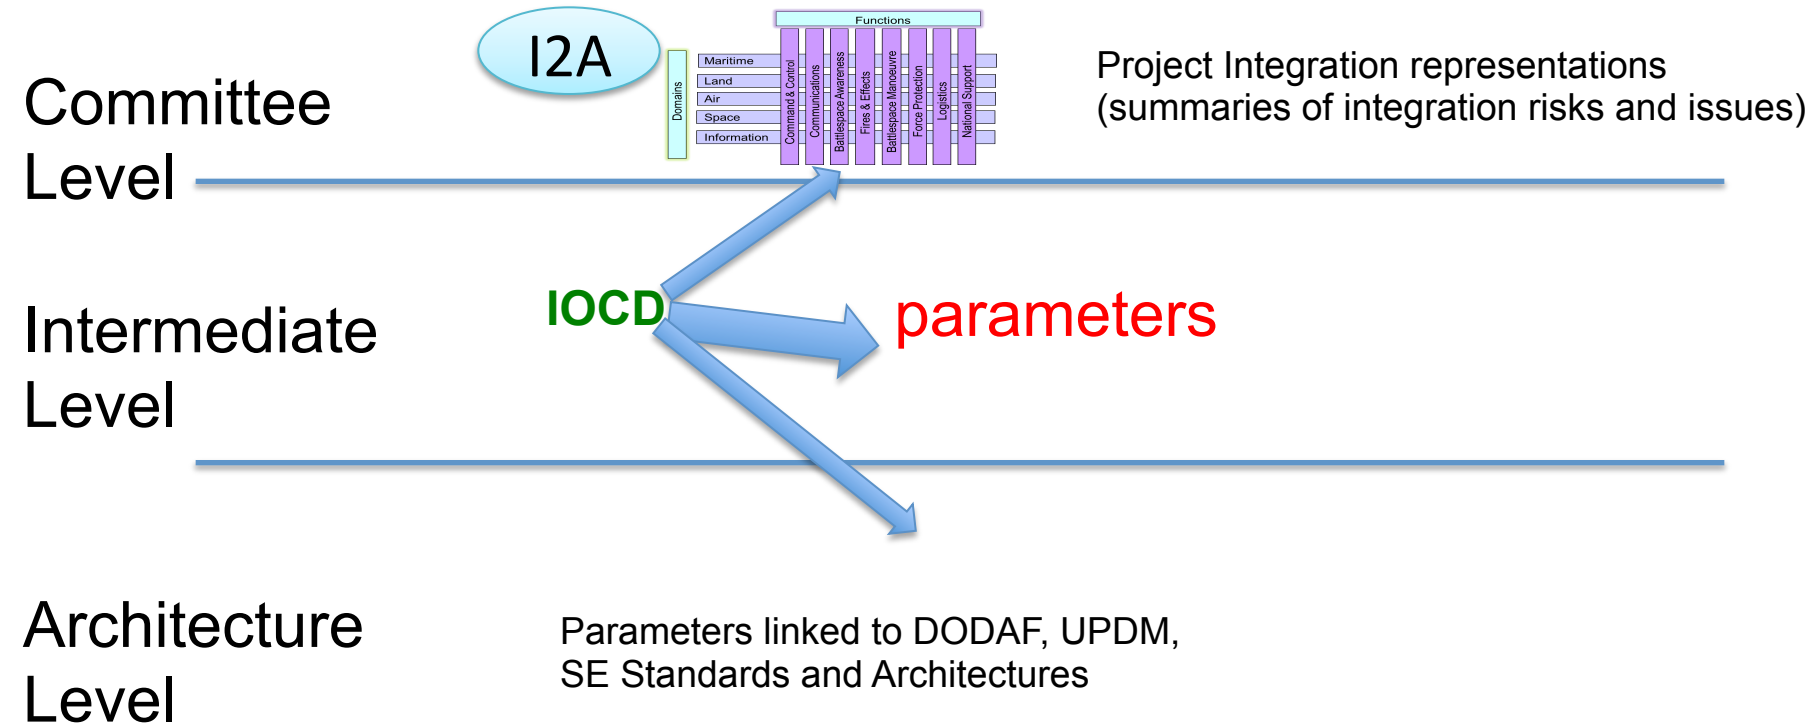 Committee
Level
I2A
Functions
Domains
Maritime
Land
Air
Space
Information
Command & Control
Communications
Battlespace Awareness
Fires & Effects
Battlespace Manoeuvre
Force Protection
Logistics
National Support
Project Integration representations
(summaries of integration risks and issues)
Intermediate
Level
IOCD
parameters
Architecture
Level
Parameters linked to DODAF, UPDM,
SE Standards and Architectures